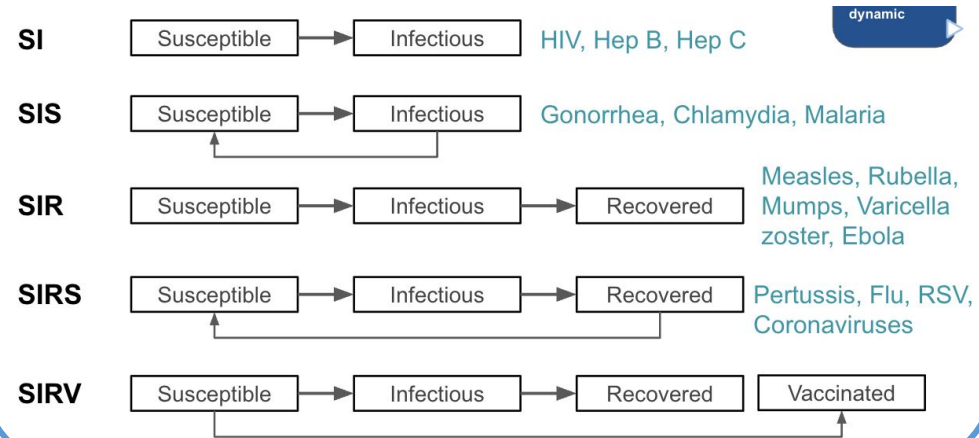 dynamic
SI Susceptible Infectious HIV, Hep B, Hep C
SIS Susceptible Infectious Gonorrhea, Chlamydia, Malaria
SIR Susceptible Infectious Recovered Measles, Rubella,
Mumps, Varicella
zoster, Ebola
SIRS Susceptible Infectious Recovered Pertussis, Flu, RSV,
Coronaviruses
SIRV Susceptible Infectious Recovered Vaccinated